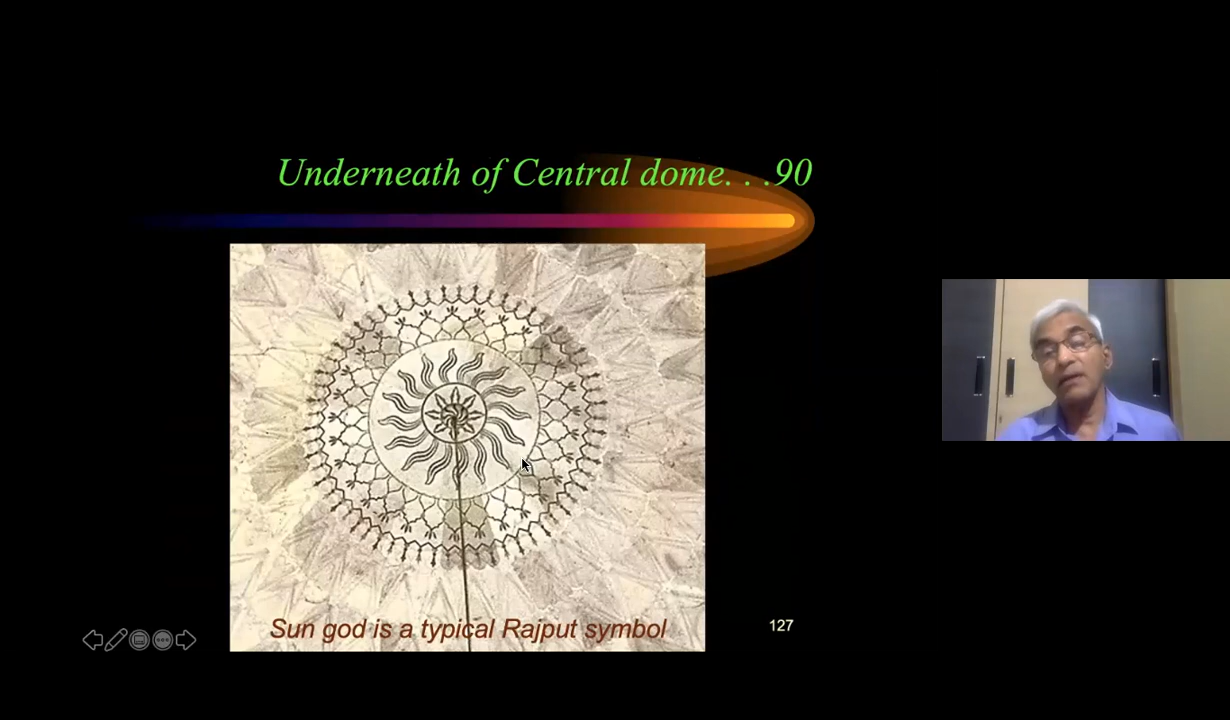 Underneath of Central dome. . .90
Sun god is a typical Rajput symbol
127